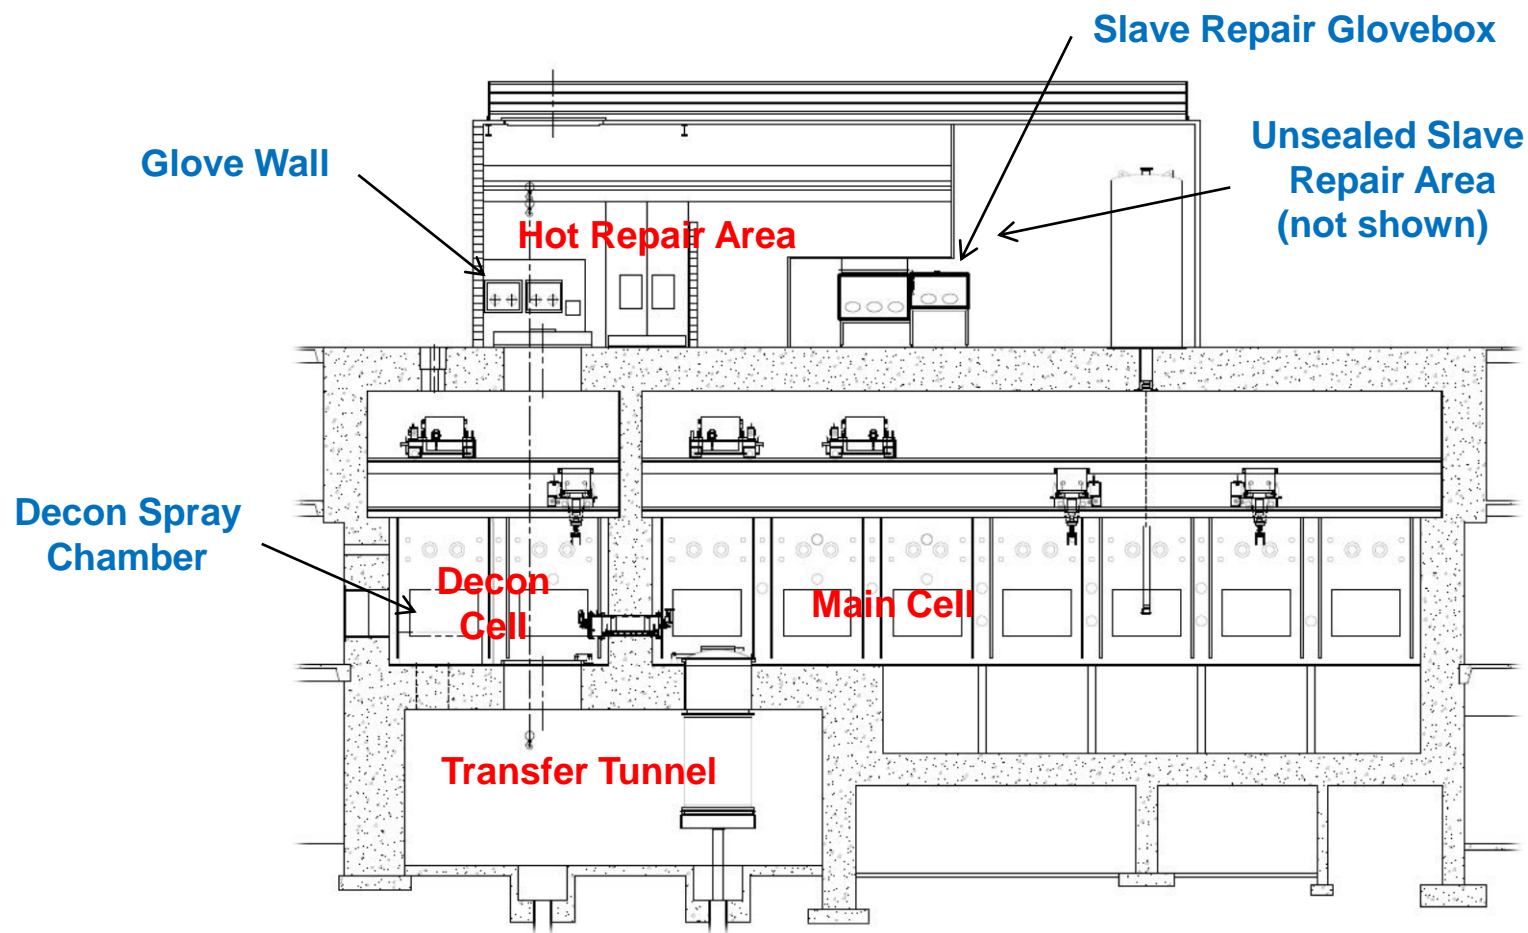 Slave Repair Glovebox
Unsealed Slave
Repair Area
(not shown)
Glove Wall
Hot Repair Area
Decon Spray
Chamber
Decon
Cell
Main Cell
Transfer Tunnel